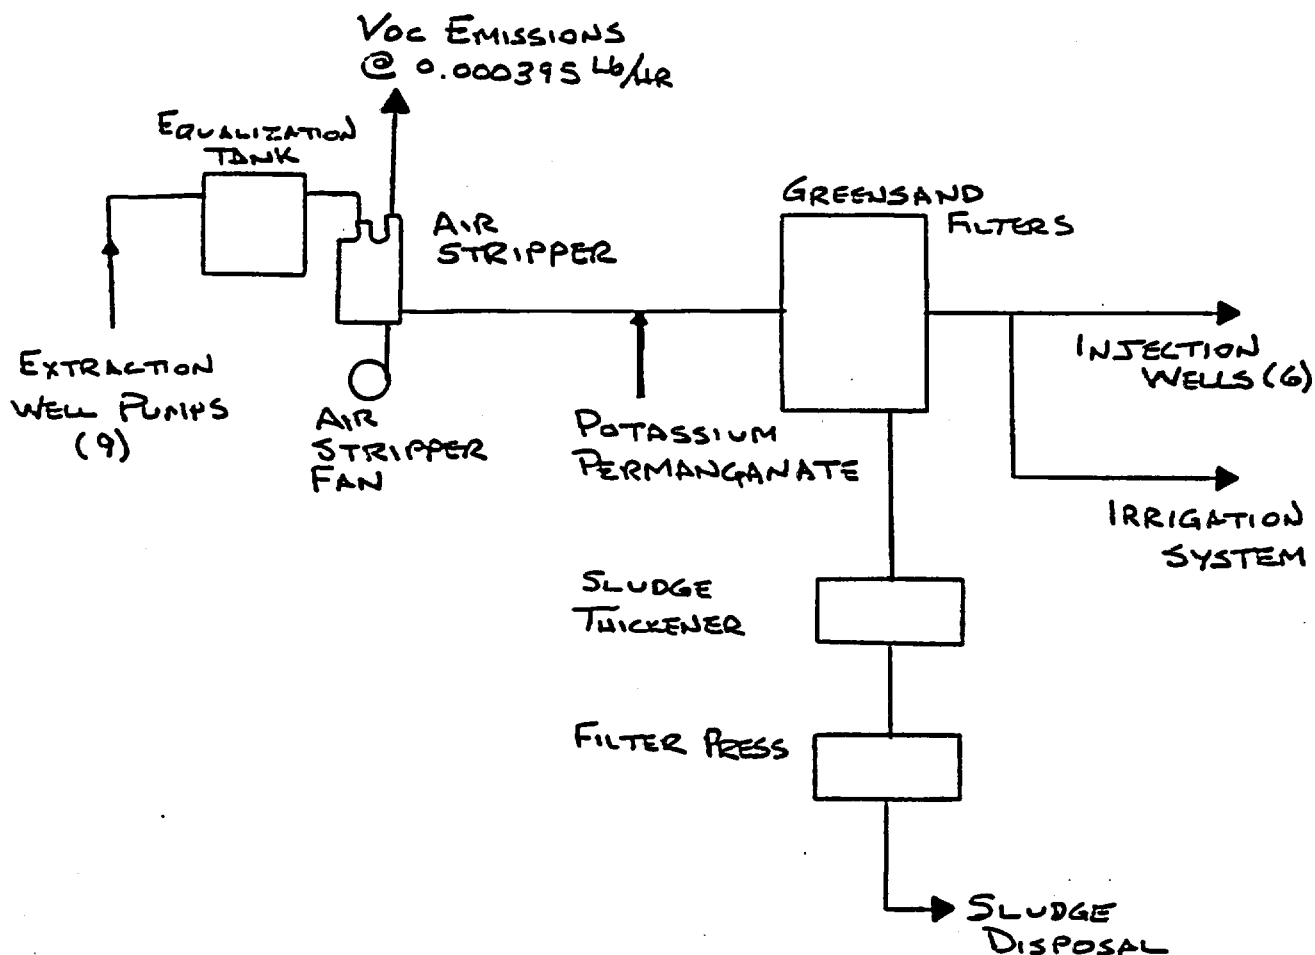 VOC EMISSIONS
@ 0.000395 Lb/HR
EQUALIZATION
TANK
AIR
STRIPPER
GREENSAND
FILTERS
EXTRACTION
WELL PUMPS
(9)
AIR
STRIPPER
FAN
POTASSIUM
PERMANGANATE
INJECTION
WELLS (6)
IRRIGATION
SYSTEM
SLUDGE
THICKENER
FILTER PRESS
SLUDGE
DISPOSAL